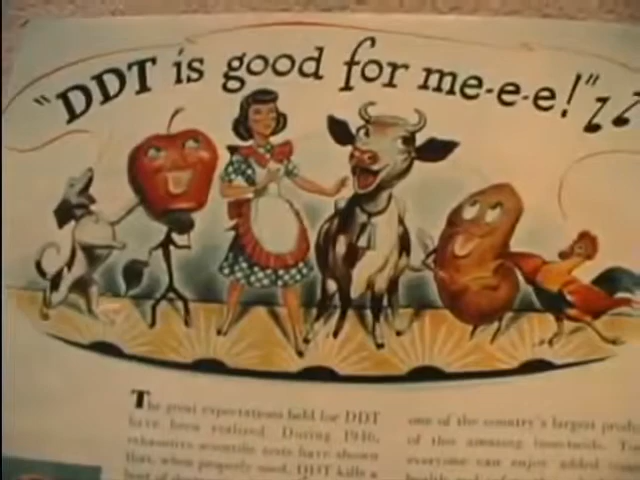 "DDT is good for me-e-e!"
The great expectations held for DDT
have been realized. During 1946,
exhaustive scientific tests have shown
that, when properly used, DDT kills a
host of
one of the country's largest
of this amazing insecticide.
everyone can enjoy added